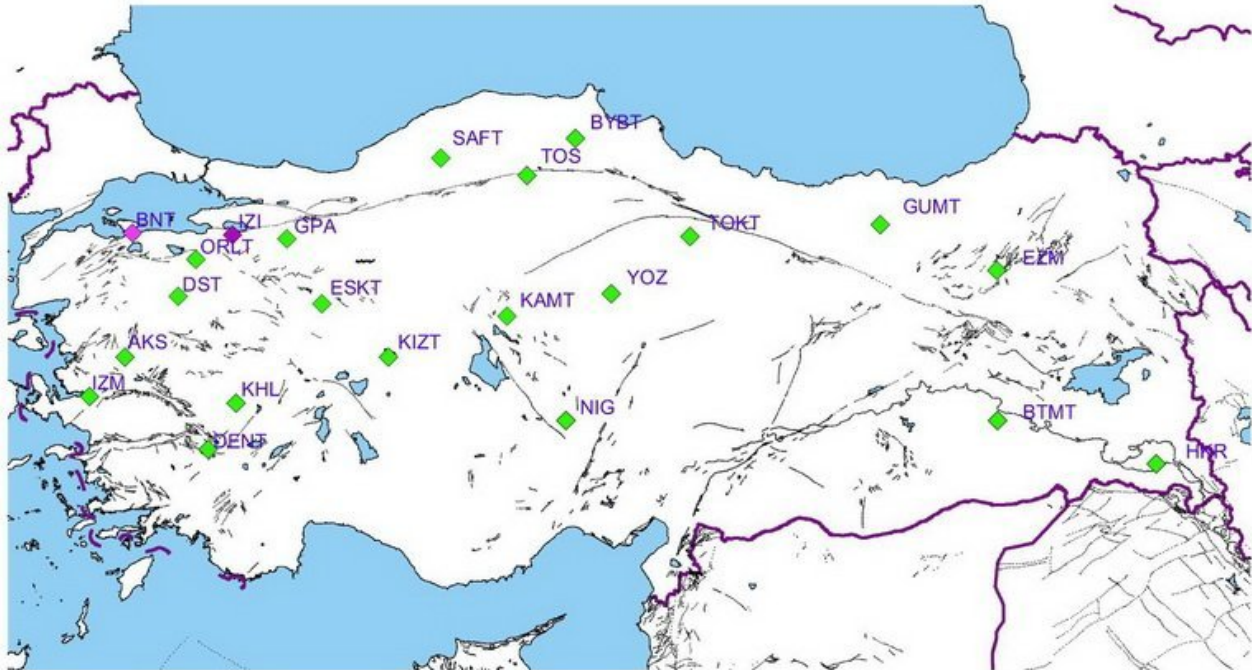 BYBT
SAFT
TOS
GUMT
BNT
IZI
GPA
TOKT
ORLT
EZM
DST
ESKT
YOZ
KAMT
AKS
KIZT
IZM
KHL
NIG
BTMT
DENT
HKR